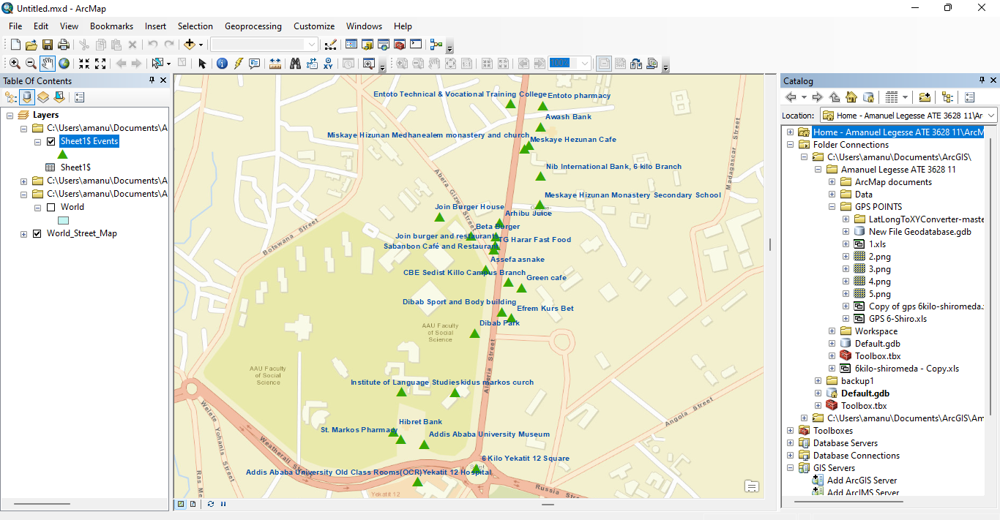 Untitled.mxd - ArcMap
File Edit View Bookmarks Insert Selection Geoprocessing Customize Windows Help
100%
Table Of Contents
Layers
C:\Users\amanu\Documents\A
Sheet1$ Events
Sheet1$
C:\Users\amanu\Documents\A
C:\Users\amanu\Documents\A
World
World_Street_Map
Entoto Technical & Vocational Training College
Entoto pharmacy
Awash Bank
Miskaye Hizunan Medhanealem monastery and church
Meskaye Hezunan Cafe
Nib International Bank, 6 kilo Branch
Meskaye Hizunan Monastery Secondary School
Join Burger House
Arhibu Juice
Beta Burger
Join burger and restaurant
TG Harar Fast Food
Sabanbon Café and Restaurant
Assefa asnake
CBE Sedist Killo Campus Branch
Green cafe
Dibab Sport and Body building
Efrem Kurs Bet
Dibab Park
Institute of Language Studies
kidus markos curch
Hibret Bank
St. Markos Pharmacy
Addis Ababa University Museum
6 Kilo Yekatit 12 Square
Addis Ababa University Old Class Rooms(OCR)
Yekatit 12 Hospital
Abera Gizw Street
Madagascar Street
Botswana Street
AAU Faculty
of Social
Science
AAU Faculty
of Social
Science
Algeria Street
Angola Street
Welete Yohanis Street
Weatherall Street
Ras Me
Russia Str
Yekatit 12
Catalog
Location: Home - Amanuel Legesse ATE 3628 11\Ar
Home - Amanuel Legesse ATE 3628 11\ArcM
Folder Connections
C:\Users\amanu\Documents\ArcGIS\
Amanuel Legesse ATE 3628 11
ArcMap documents
Data
GPS POINTS
LatLongToXYConverter-maste
New File Geodatabase.gdb
1.xls
2.png
3.png
4.png
5.png
Copy of gps 6kilo-shiromeda.
GPS 6-Shiro.xls
Workspace
Default.gdb
Toolbox.tbx
6kilo-shiromeda - Copy.xls
backup1
Default.gdb
Toolbox.tbx
C:\Users\amanu\Documents\ArcGIS\Am
Toolboxes
Database Servers
Database Connections
GIS Servers
Add ArcGIS Server
Add ArcIMS Server